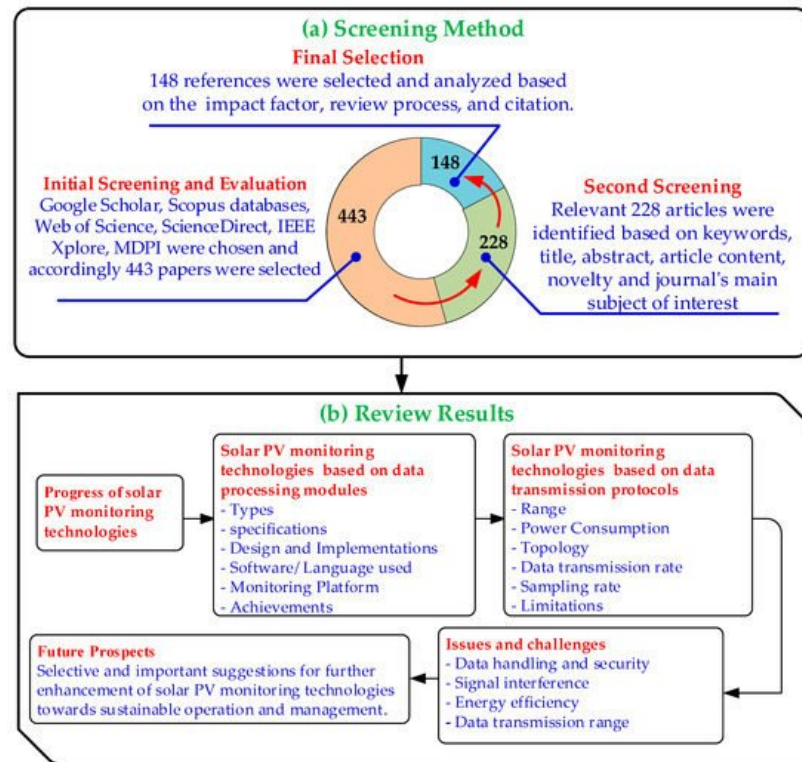 (a) Screening Method
Final Selection
148 references were selected and analyzed based
on the impact factor, review process, and citation.
148
443
228
Initial Screening and Evaluation
Google Scholar, Scopus databases,
Web of Science, ScienceDirect, IEEE
Xplore, MDPI were chosen and
accordingly 443 papers were selected
Second Screening
Relevant 228 articles were
identified based on keywords,
title, abstract, article content,
novelty and journal's main
subject of interest
(b) Review Results
Progress of solar
PV monitoring
technologies
Solar PV monitoring
technologies based on data
processing modules
- Types
- specifications
- Design and Implementations
- Software/ Language used
- Monitoring Platform
- Achievements
Solar PV monitoring
technologies based on data
transmission protocols
- Range
- Power Consumption
- Topology
- Data transmission rate
- Sampling rate
- Limitations
Issues and challenges
- Data handling and security
- Signal interference
- Energy efficiency
- Data transmission range
Future Prospects
Selective and important suggestions for further
enhancement of solar PV monitoring technologies
towards sustainable operation and management.